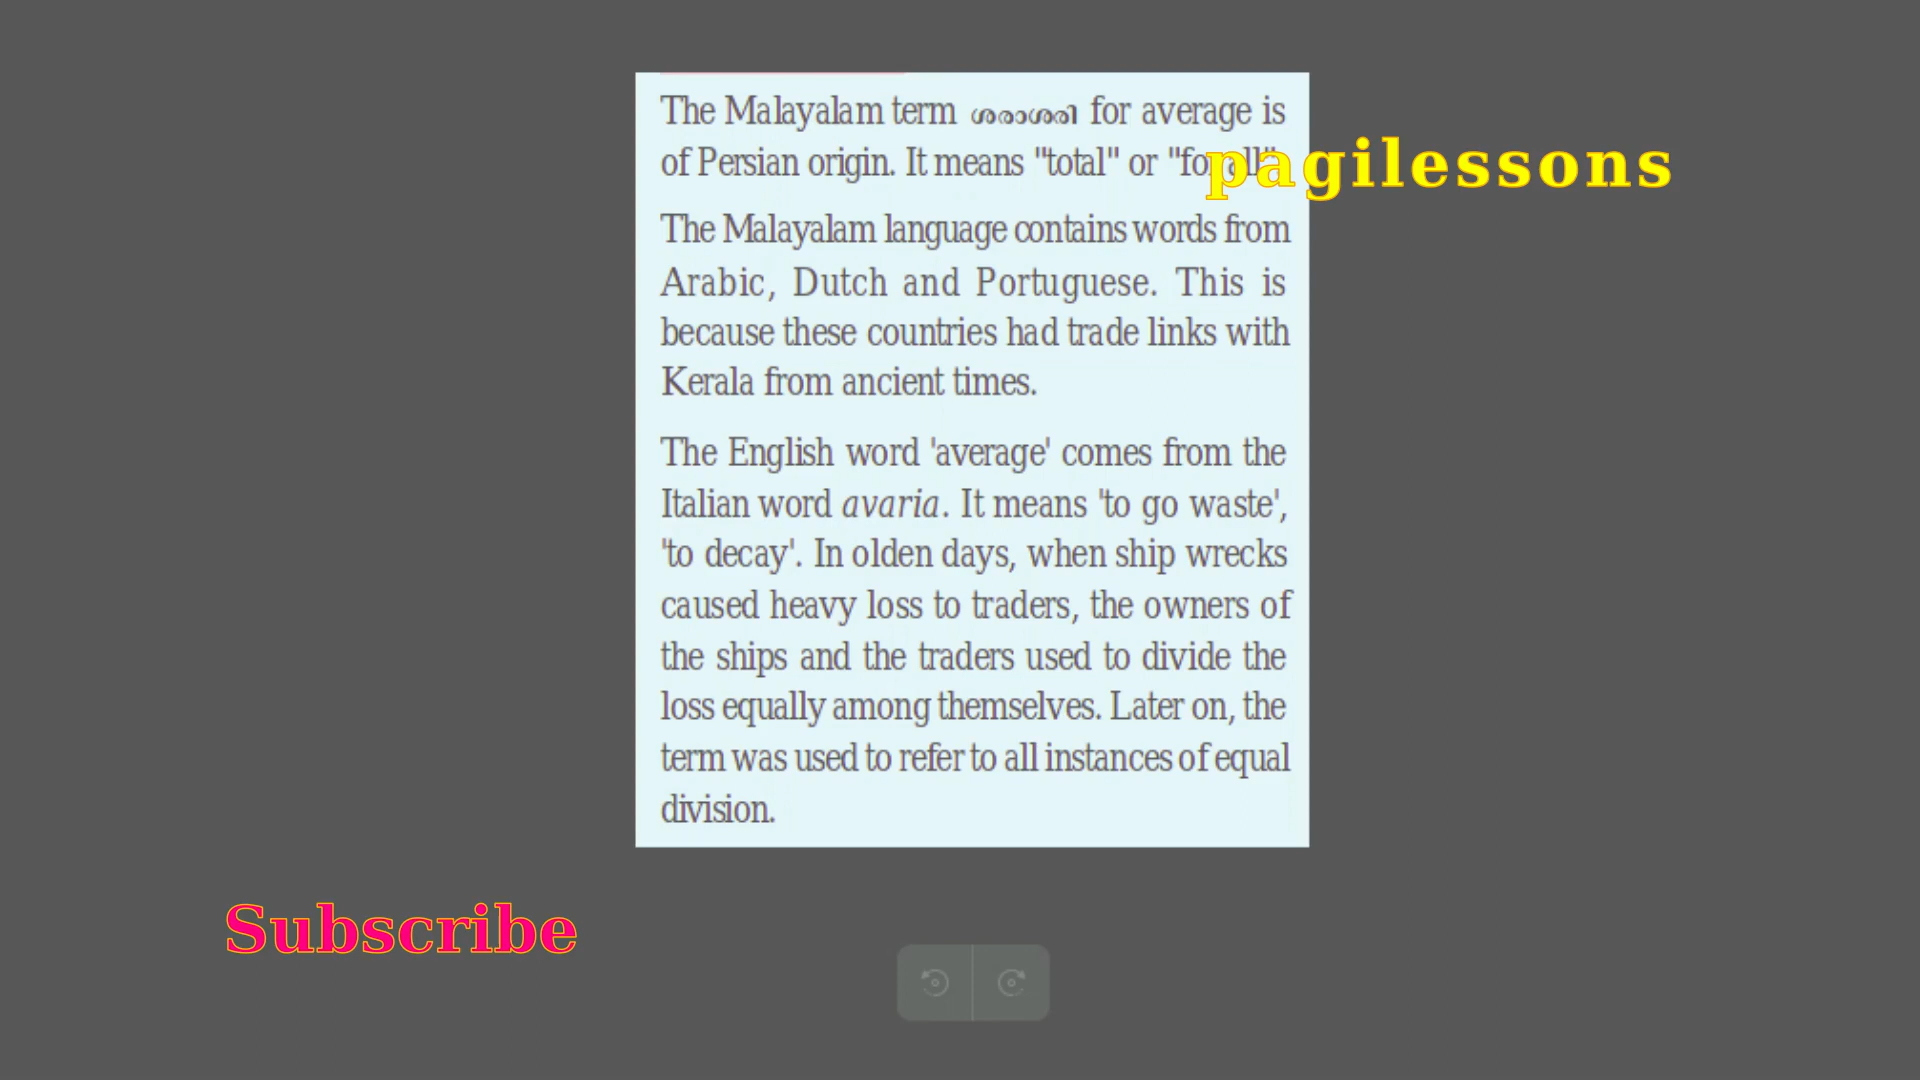 The Malayalam term ശരാശരി for average is
of Persian origin. It means "total" or "for all".
pagilessons
The Malayalam language contains words from
Arabic, Dutch and Portuguese. This is
because these countries had trade links with
Kerala from ancient times.
The English word 'average' comes from the
Italian word avaria. It means 'to go waste',
'to decay'. In olden days, when ship wrecks
caused heavy loss to traders, the owners of
the ships and the traders used to divide the
loss equally among themselves. Later on, the
term was used to refer to all instances of equal
division.
Subscribe